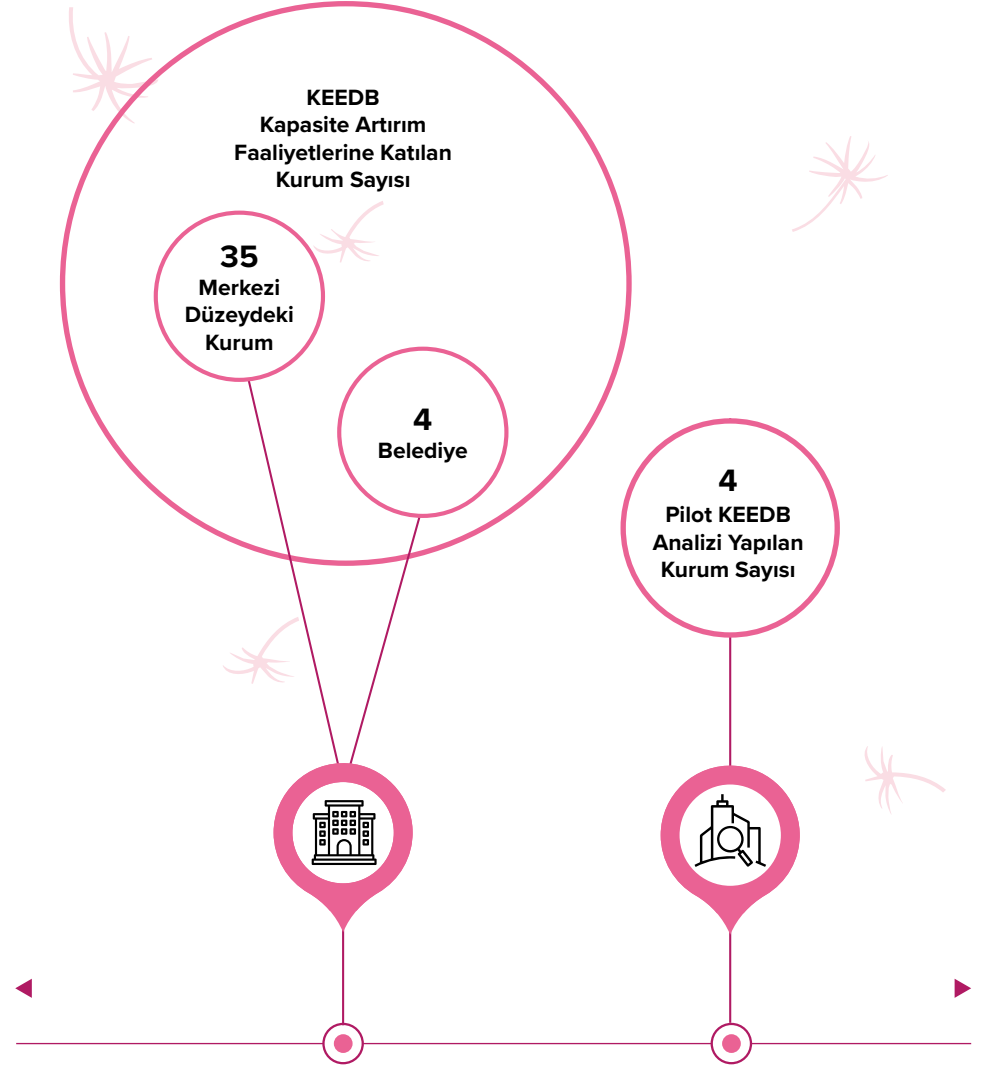 KEEDB
Kapasite Artırım
Faaliyetlerine Katılan
Kurum Sayısı
35
Merkezi
Düzeydeki
Kurum
4
Belediye
4
Pilot KEEDB
Analizi Yapılan
Kurum Sayısı